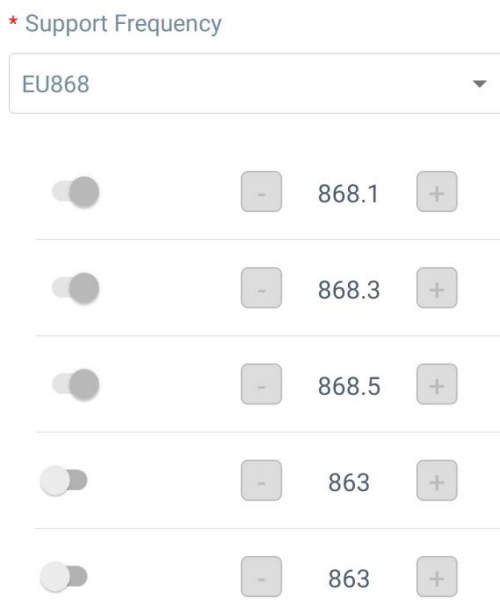 * Support Frequency
EU868
- 868.1 +
- 868.3 +
- 868.5 +
- 863 +
- 863 +